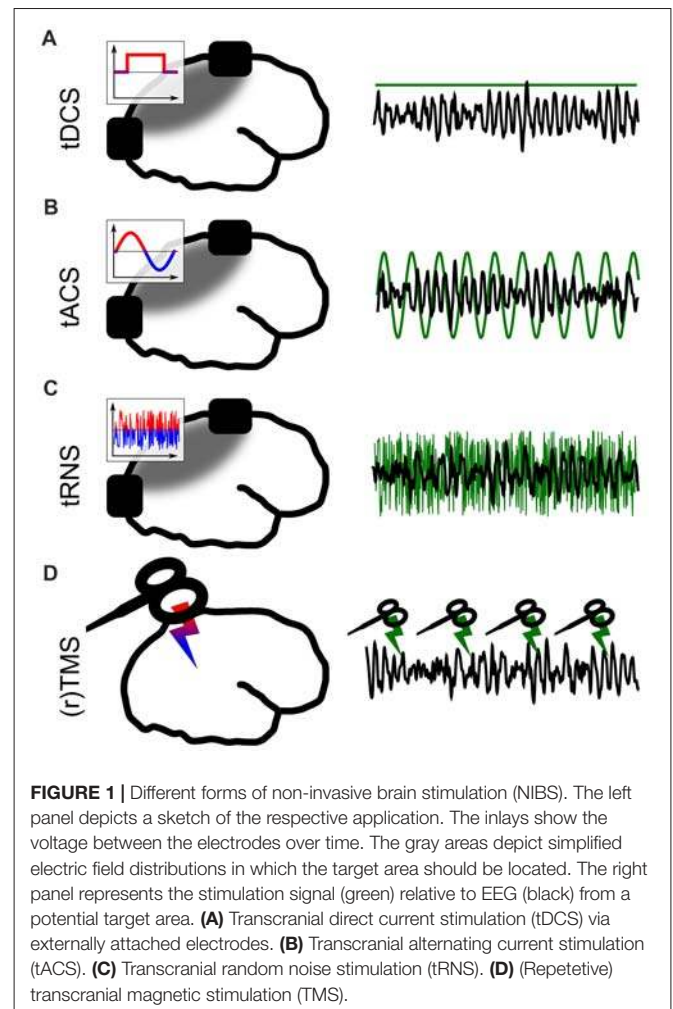 A
tDCS
B
tACS
C
tRNS
D
(r)TMS
FIGURE 1 | Different forms of non-invasive brain stimulation (NIBS). The left
panel depicts a sketch of the respective application. The inlays show the
voltage between the electrodes over time. The gray areas depict simplified
electric field distributions in which the target area should be located. The right
panel represents the stimulation signal (green) relative to EEG (black) from a
potential target area. (A) Transcranial direct current stimulation (tDCS) via
externally attached electrodes. (B) Transcranial alternating current stimulation
(tACS). (C) Transcranial random noise stimulation (tRNS). (D) (Repetetive)
transcranial magnetic stimulation (TMS).